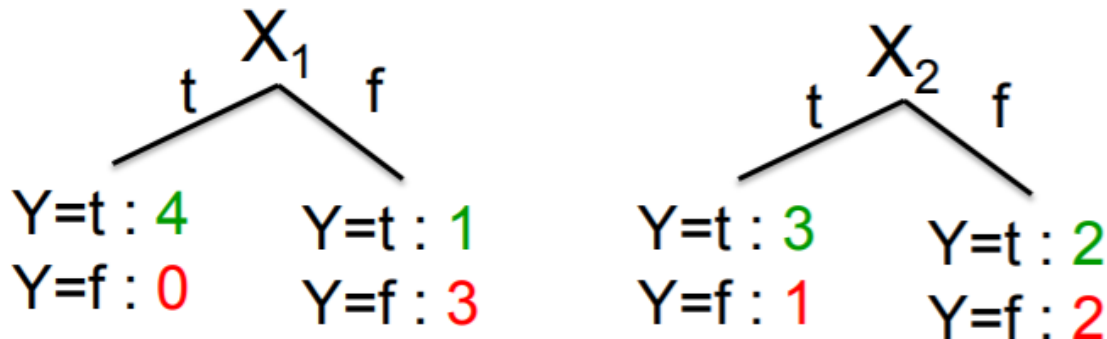 X₁
t f
Y=t : 4
Y=f : 0
Y=t : 1
Y=f : 3
X₂
t f
Y=t : 3
Y=f : 1
Y=t : 2
Y=f : 2